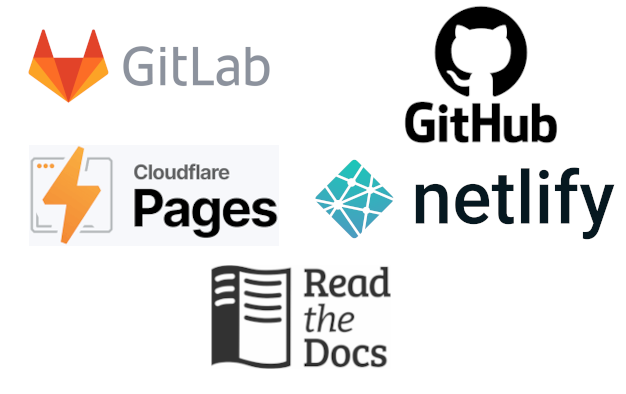 GitLab
GitHub
Cloudflare
Pages
netlify
Read
the
Docs